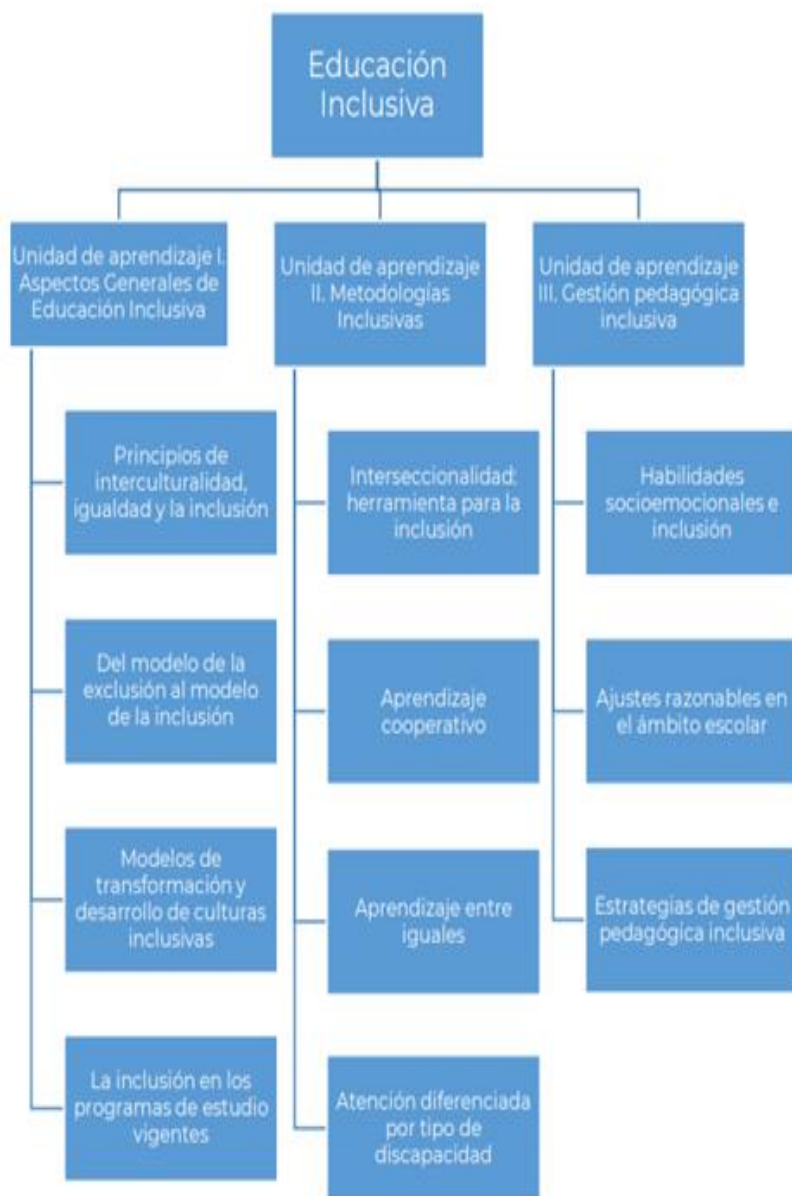 Educación
Inclusiva
Unidad de aprendizaje I.
Aspectos Generales de
Educación Inclusiva
Unidad de aprendizaje
II. Metodologías
Inclusivas
Unidad de aprendizaje
III. Gestión pedagógica
inclusiva
Principios de
interculturalidad,
igualdad y la inclusión
Del modelo de la
exclusión al modelo
de la inclusión
Modelos de
transformación y
desarrollo de culturas
inclusivas
La inclusión en los
programas de estudio
vigentes
Interseccionalidad:
herramienta para la
inclusión
Aprendizaje
cooperativo
Aprendizaje entre
iguales
Atención diferenciada
por tipo de
discapacidad
Habilidades
socioemocionales e
inclusión
Ajustes razonables en
el ámbito escolar
Estrategias de gestión
pedagógica inclusiva